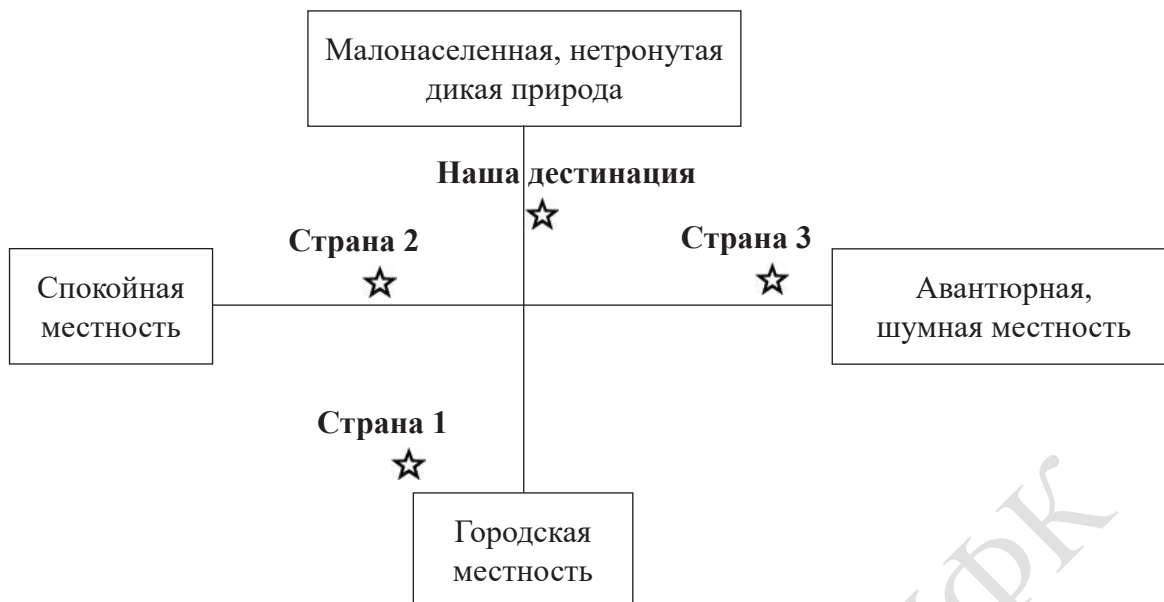 Малонаселенная, нетронутая
дикая природа
Наша дестинация
Страна 2
Страна 3
Спокойная
местность
Авантюрная,
шумная местность
Страна 1
Городская
местность